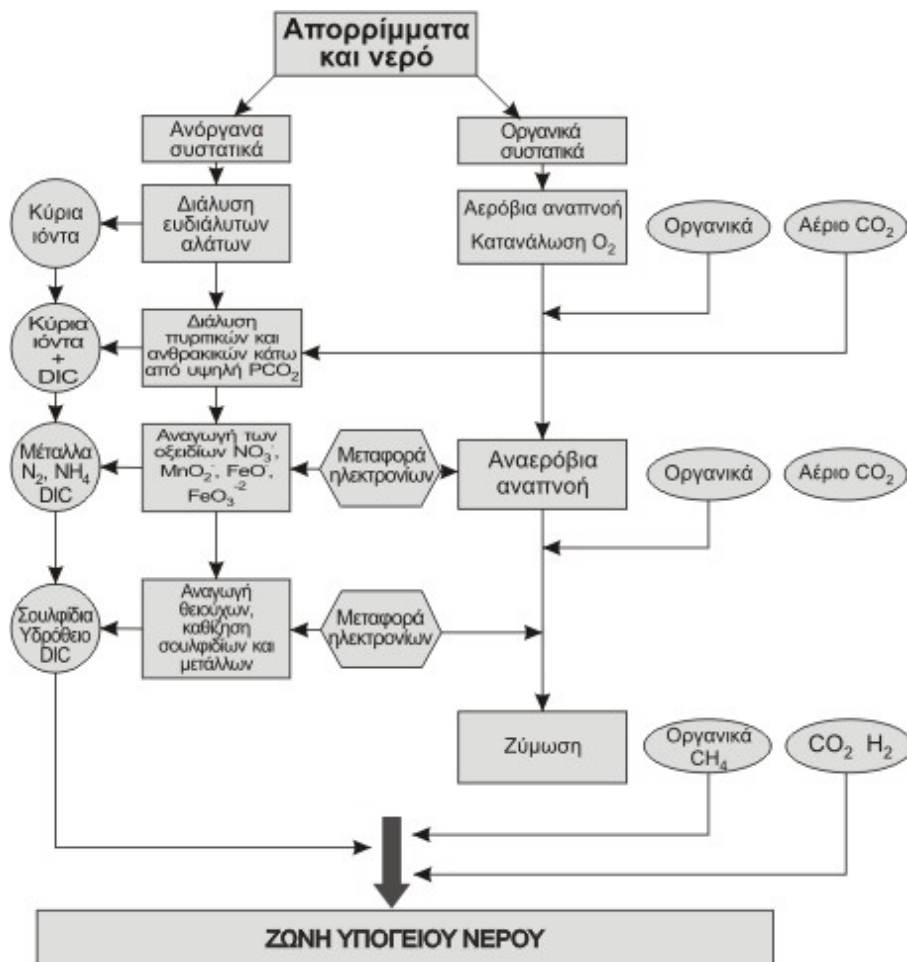 Απορρίμματα
και νερό
Ανόργανα
συστατικά
Οργανικά
συστατικά
Κύρια
ιόντα
Διάλυση
ευδιάλυτων
αλάτων
Αερόβια αναπνοή
Κατανάλωση O₂
Οργανικά
Αέριο CO₂
Κύρια
ιόντα
+
DIC
Διάλυση
πυριτικών και
ανθρακικών κάτω
από υψηλή PCO₂
Μέταλλα
N₂, NH₄
DIC
Αναγωγή των
οξειδίων NO₃⁻,
MnO₂⁻, FeO⁻,
FeO₃⁻²
Μεταφορά
ηλεκτρονίων
Αναερόβια
αναπνοή
Οργανικά
Αέριο CO₂
Σουλφίδια
Υδρόθειο
DIC
Αναγωγή
θειούχων,
καθίζηση
σουλφιδίων και
μετάλλων
Μεταφορά
ηλεκτρονίων
Ζύμωση
Οργανικά
CH₄
CO₂ H₂
ΖΩΝΗ ΥΠΟΓΕΙΟΥ ΝΕΡΟΥ